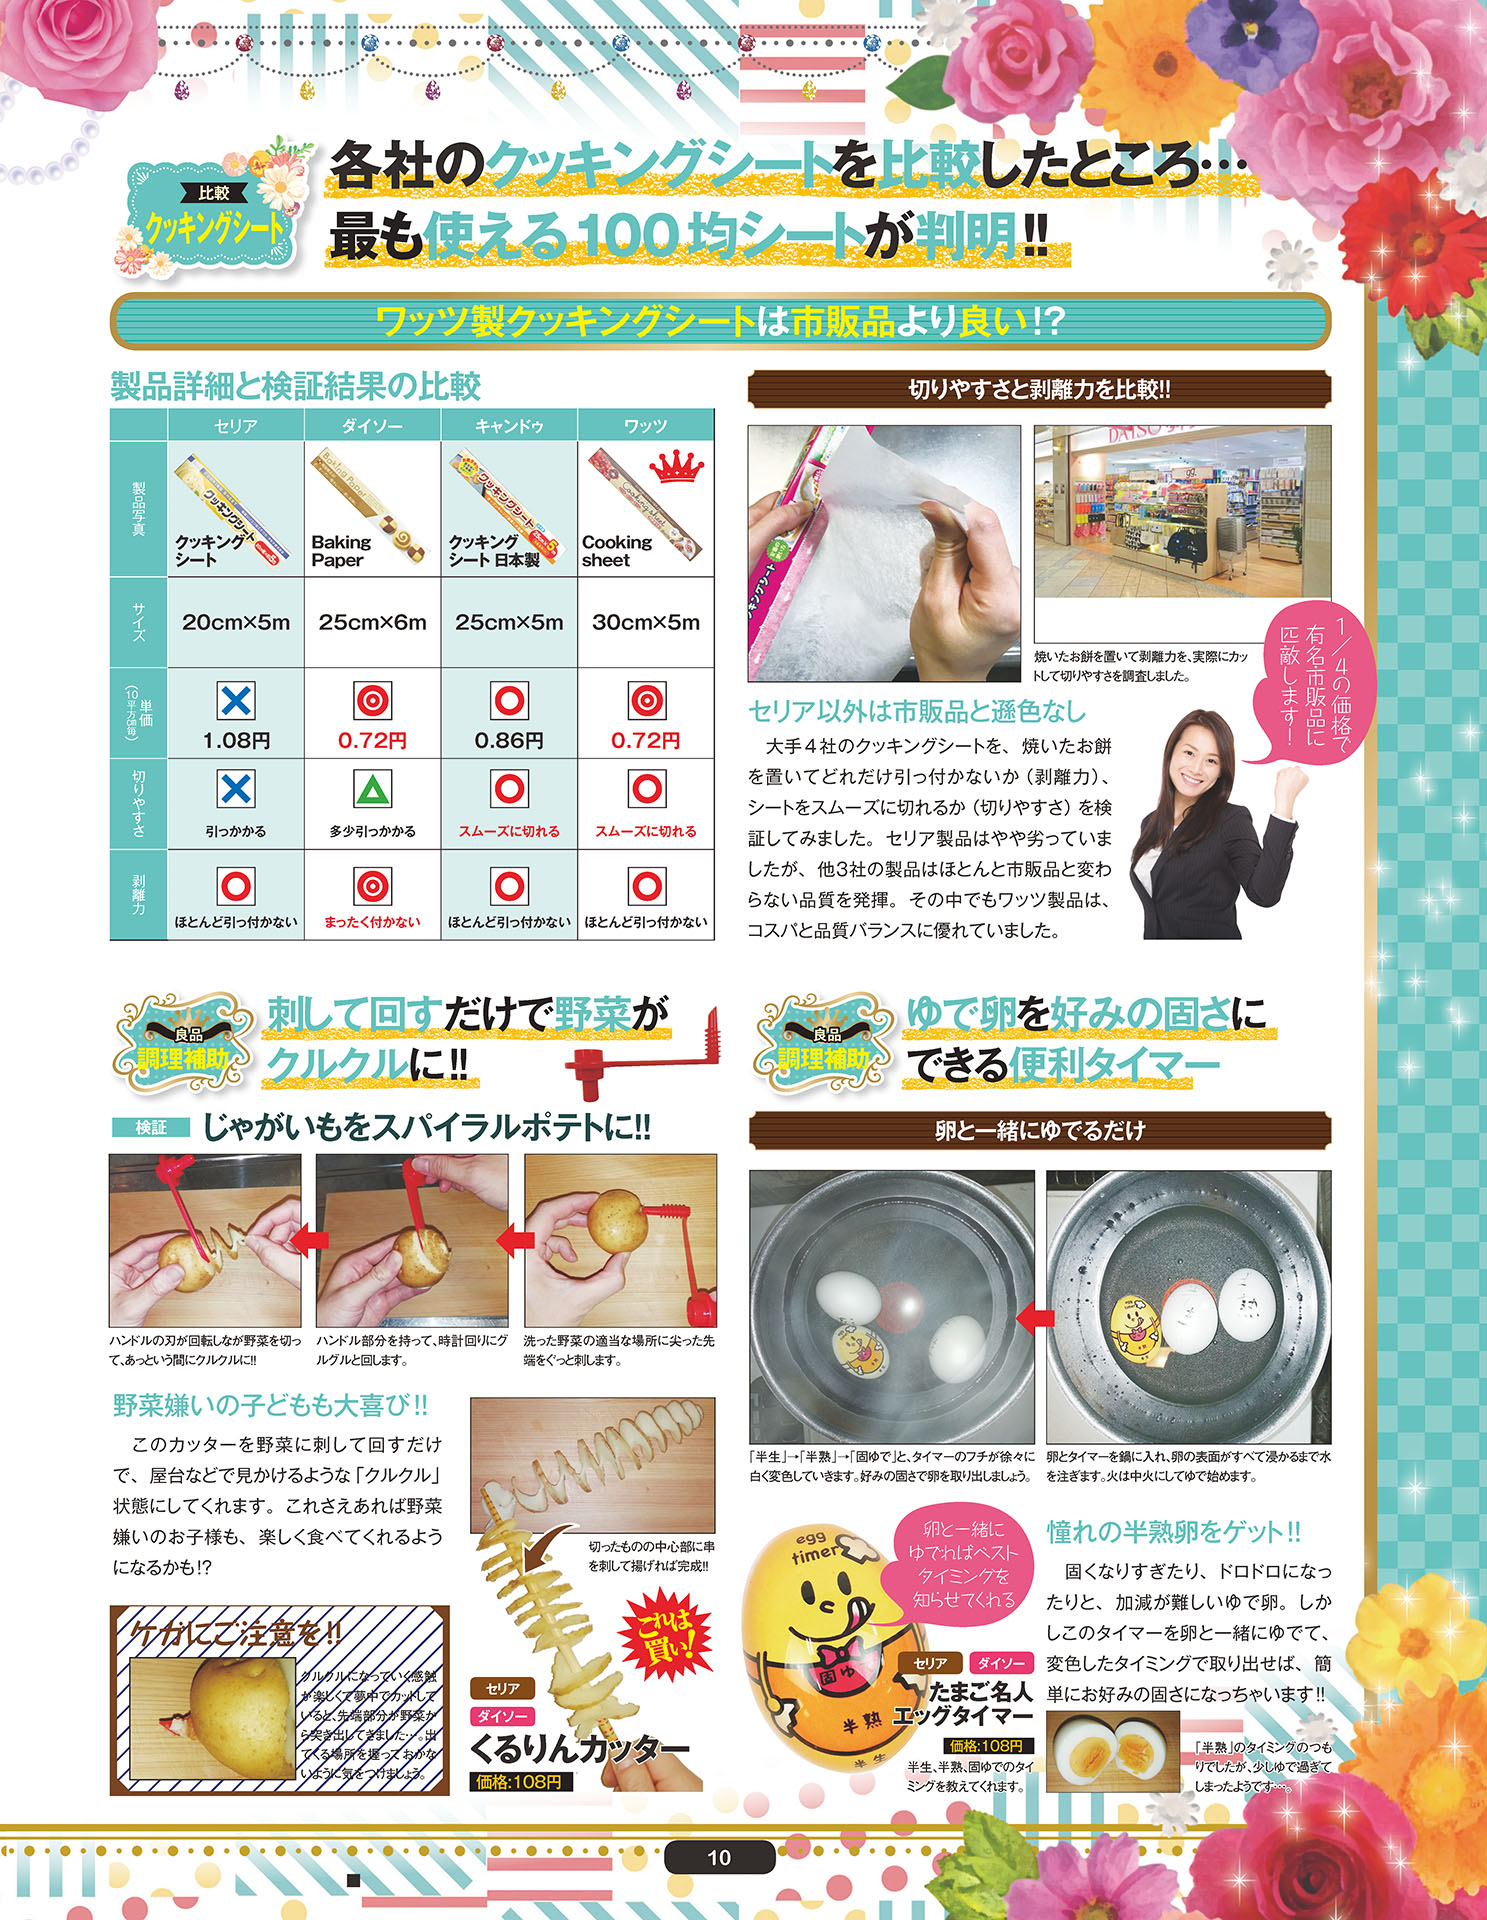 比較
クッキングシート
各社のクッキングシートを比較したところ…
最も使える100均シートが判明!!
ワッツ製クッキングシートは市販品より良い!?
製品詳細と検証結果の比較
セリア ダイソー キャンドゥ ワッツ
製品写真
クッキング
シート
Baking
Paper
クッキング
シート 日本製
Cooking
sheet
サイズ
20cm×5m 25cm×6m 25cm×5m 30cm×5m
単価
(10平方cm毎)
1.08円 0.72円 0.86円 0.72円
切りやすさ
引っかかる 多少引っかかる スムーズに切れる スムーズに切れる
剥離力
ほとんど引っ付かない まったく付かない ほとんど引っ付かない ほとんど引っ付かない
切りやすさと剥離力を比較!!
焼いたお餅を置いて剥離力を、実際にカッ
トして切りやすさを調査しました。
1/4の価格で
有名市販品に
匹敵します!
セリア以外は市販品と遜色なし
大手4社のクッキングシートを、焼いたお餅
を置いてどれだけ引っ付かないか(剥離力)、
シートをスムーズに切れるか(切りやすさ)を検
証してみました。セリア製品はやや劣っていま
したが、他3社の製品はほとんど市販品と変わ
らない品質を発揮。その中でもワッツ製品は、
コスパと品質バランスに優れていました。
良品
調理補助
刺して回すだけで野菜が
クルクルに!!
検証
じゃがいもをスパイラルポテトに!!
ハンドルの刃が回転しなが野菜を切っ
て、あっという間にクルクルに!!
ハンドル部分を持って、時計回りにグ
ルグルと回します。
洗った野菜の適当な場所に尖った先
端をぐっと刺します。
野菜嫌いの子どもも大喜び!!
このカッターを野菜に刺して回すだけ
で、屋台などで見かけるような「クルクル」
状態にしてくれます。これさえあれば野菜
嫌いのお子様も、楽しく食べてくれるよう
になるかも!?
切ったものの中心部に串
を刺して揚げれば完成!!
これは
買い!
ケガにご注意を!!
クルクルになっていく感触
が楽しくて夢中でカットして
いると、先端部分が野菜か
ら突き出してきました…。出
てくる場所を握っておかな
いように気をつけましょう。
セリア
ダイソー
くるりんカッター
価格:108円
良品
調理補助
ゆで卵を好みの固さに
できる便利タイマー
卵と一緒にゆでるだけ
「半生」→「半熟」→「固ゆで」と、タイマーのフチが徐々に
白く変色していきます。好みの固さで卵を取り出しましょう。
卵とタイマーを鍋に入れ、卵の表面がすべて浸かるまで水
を注ぎます。火は中火にしてゆで始めます。
egg
timer
固ゆ
半熟
半生
卵と一緒に
ゆでればベスト
タイミングを
知らせてくれる
セリア ダイソー
たまご名人
エッグタイマー
価格:108円
半生、半熟、固ゆでのタイ
ミングを教えてくれます。
憧れの半熟卵をゲット!!
固くなりすぎたり、ドロドロになっ
たりと、加減が難しいゆで卵。しか
しこのタイマーを卵と一緒にゆでて、
変色したタイミングで取り出せば、簡
単にお好みの固さになっちゃいます!!
「半熟」のタイミングのつも
りでしたが、少しゆで過ぎて
しまったようです…。
10